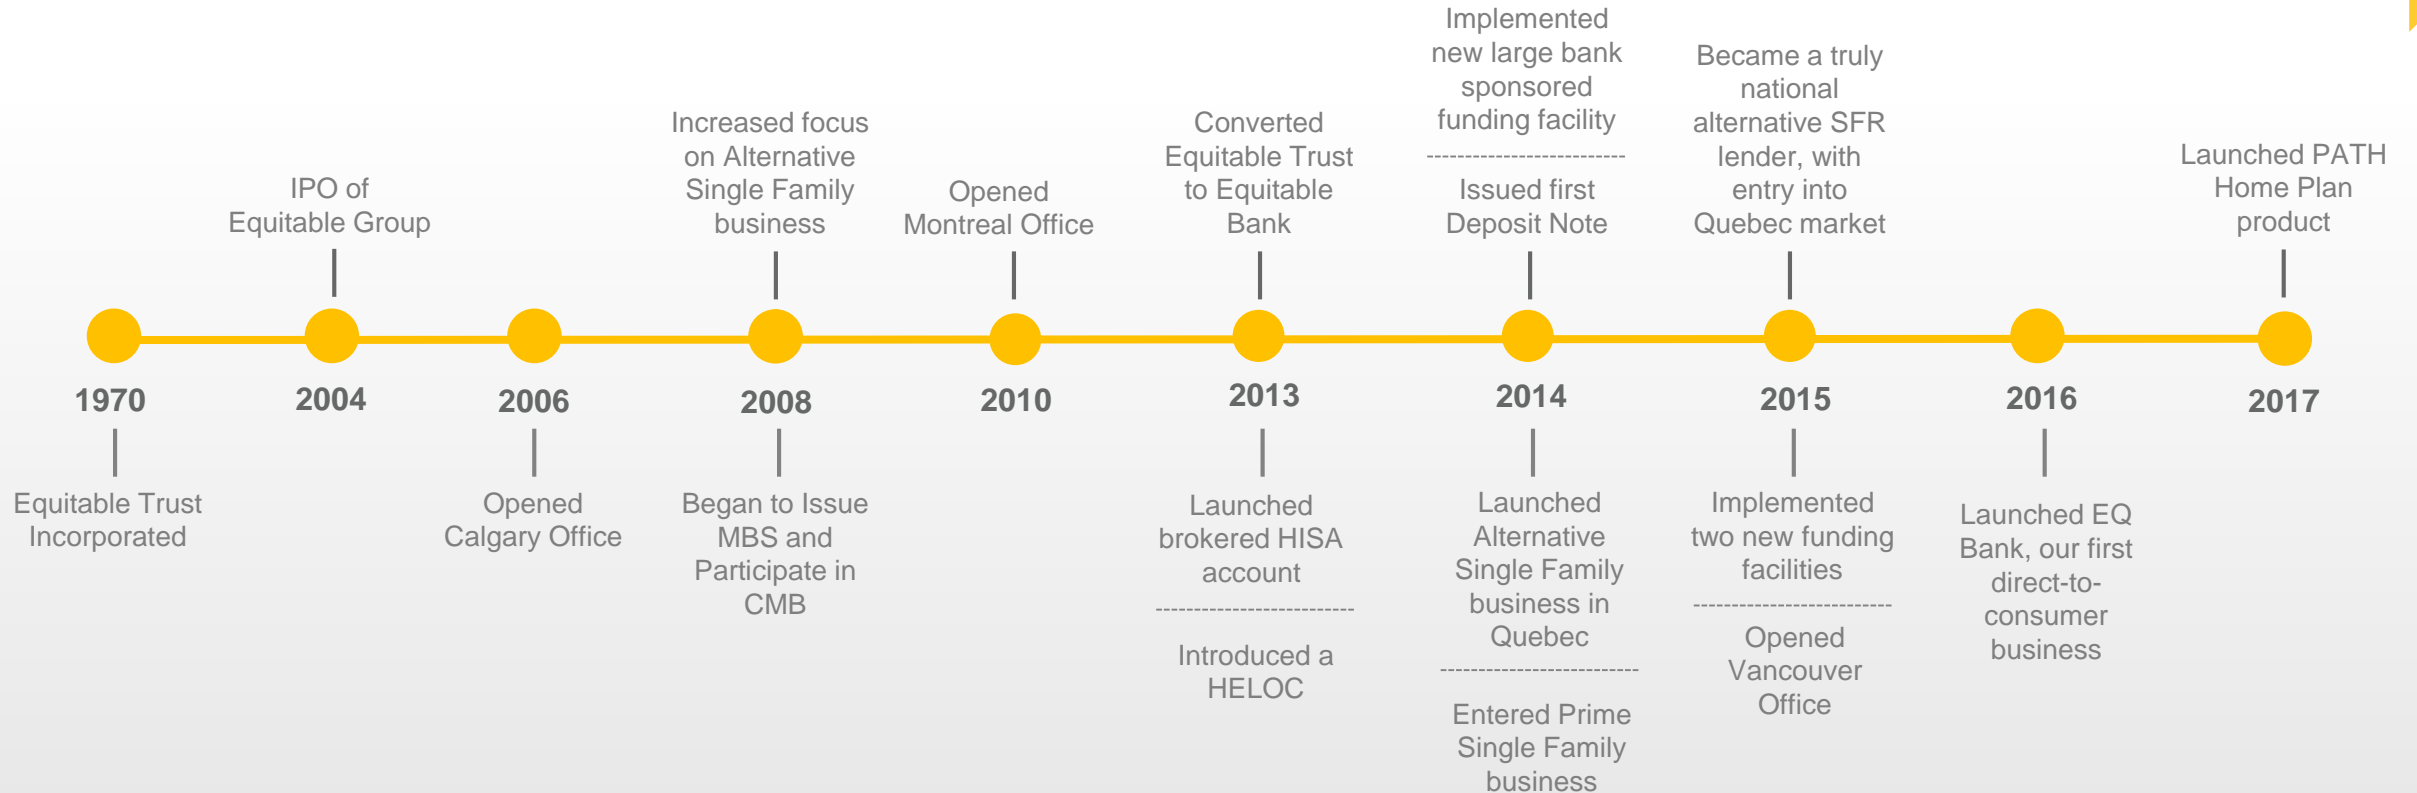 IPO of
Equitable Group
Increased focus
on Alternative
Single Family
business
Opened
Montreal Office
Converted
Equitable Trust
to Equitable
Bank
Implemented
new large bank
sponsored
funding facility
--------------------------
Issued first
Deposit Note
Became a truly
national
alternative SFR
lender, with
entry into
Quebec market
Launched PATH
Home Plan
product
1970
2004
2006
2008
2010
2013
2014
2015
2016
2017
Equitable Trust
Incorporated
Opened
Calgary Office
Began to Issue
MBS and
Participate in
CMB
Launched
brokered HISA
account
--------------------------
Introduced a
HELOC
Launched
Alternative
Single Family
business in
Quebec
--------------------------
Entered Prime
Single Family
business
Implemented
two new funding
facilities
--------------------------
Opened
Vancouver
Office
Launched EQ
Bank, our first
direct-to-
consumer
business